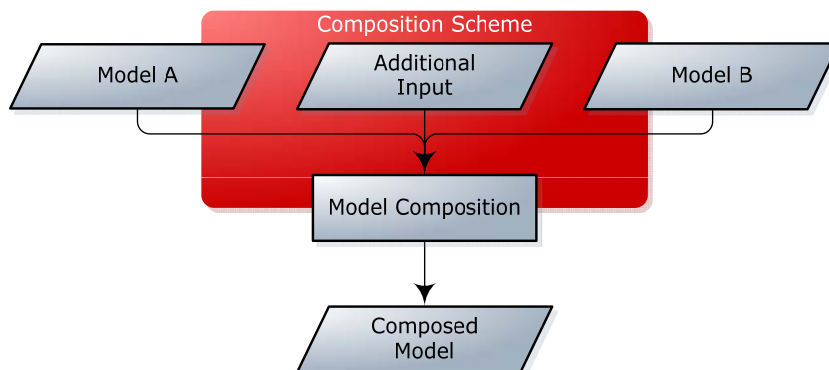 Composition Scheme
Model A
Additional
Input
Model B
Model Composition
Composed
Model